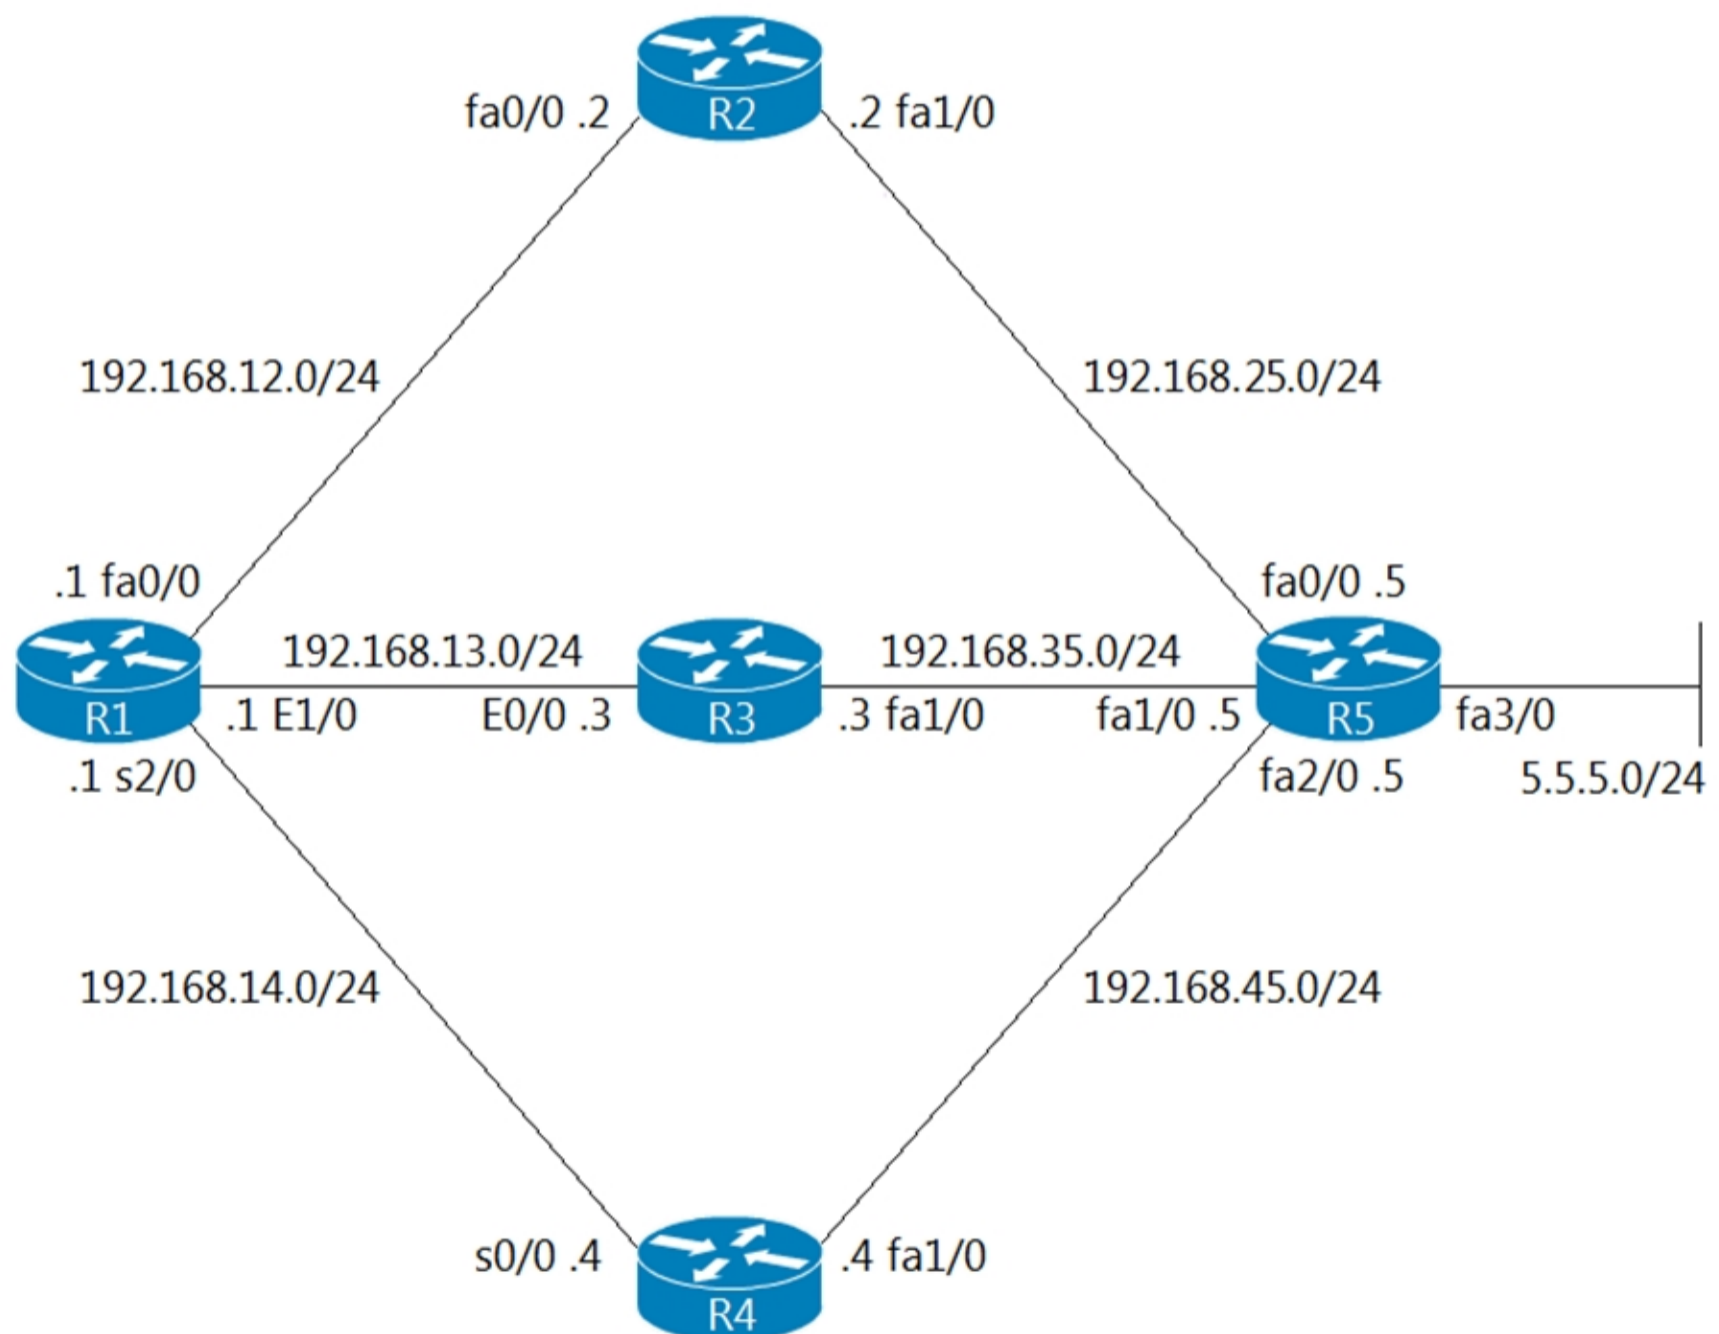 R2
fa0/0 .2
.2 fa1/0
192.168.12.0/24
192.168.25.0/24
.1 fa0/0
fa0/0 .5
192.168.13.0/24
192.168.35.0/24
R1
.1 E1/0
E0/0 .3
R3
.3 fa1/0
fa1/0 .5
R5
fa3/0
.1 s2/0
fa2/0 .5
5.5.5.0/24
192.168.14.0/24
192.168.45.0/24
s0/0 .4
.4 fa1/0
R4